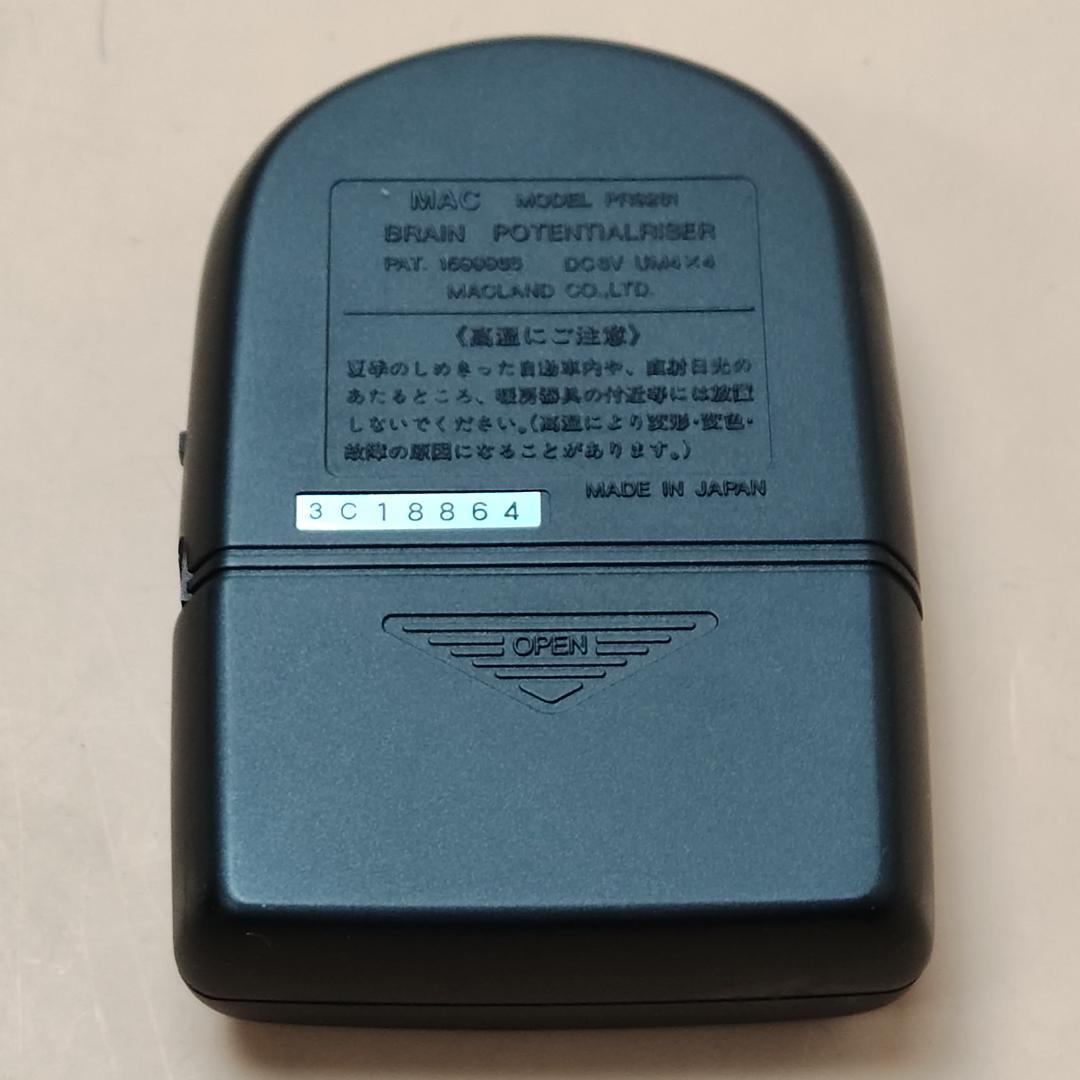 MAC MODEL PR9201
BRAIN POTENTIALRISER
PAT. DC6V UM4×4
MACLAND CO.,LTD.
《高温にご注意》
夏季のしめきった自動車内や、直射日光の
あたるところ、暖房器具の付近等には放置
しないでください。(高温により変形・変色・
故障の原因になることがあります。)
MADE IN JAPAN
3C18864
OPEN